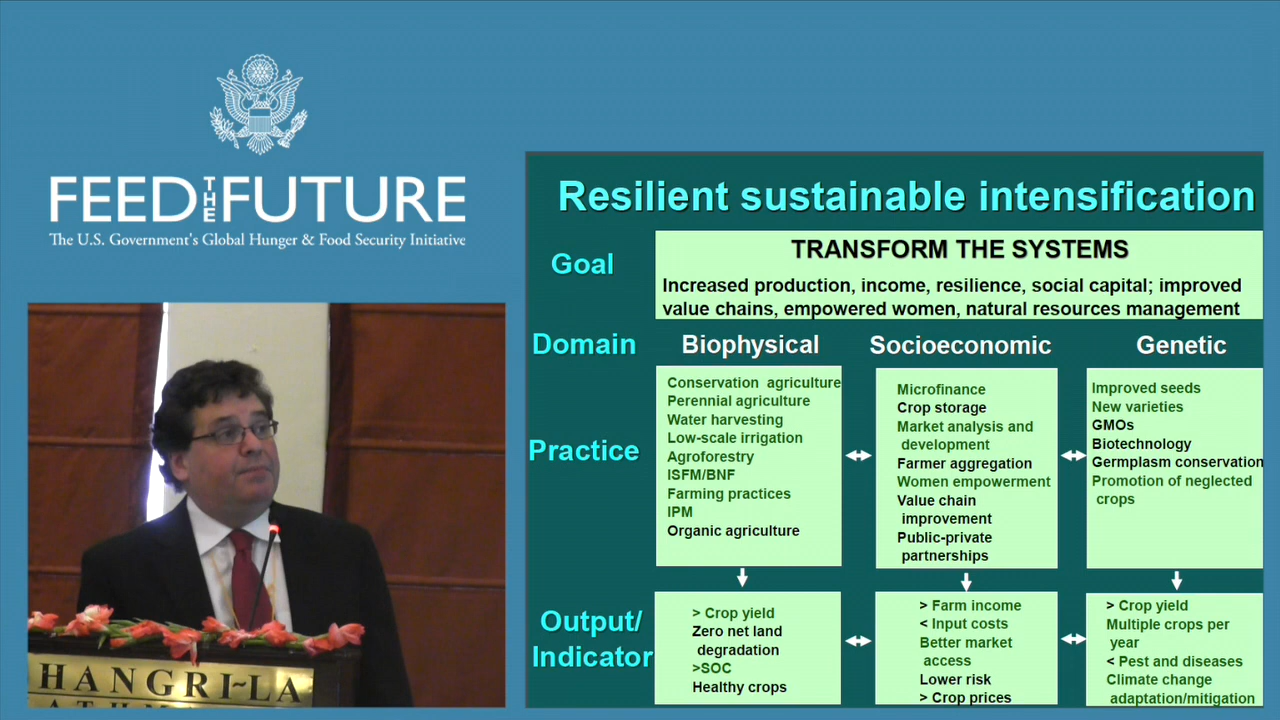 FEED THE FUTURE
The U.S. Government's Global Hunger & Food Security Initiative
HANGRI~LA
Resilient sustainable intensification
Goal
TRANSFORM THE SYSTEMS
Increased production, income, resilience, social capital; improved
value chains, empowered women, natural resources management
Domain
Biophysical
Socioeconomic
Genetic
Practice
Conservation agriculture
Perennial agriculture
Water harvesting
Low-scale irrigation
Agroforestry
ISFM/BNF
Farming practices
IPM
Organic agriculture
Microfinance
Crop storage
Market analysis and
development
Farmer aggregation
Women empowerment
Value chain
improvement
Public-private
partnerships
Improved seeds
New varieties
GMOs
Biotechnology
Germplasm conservation
Promotion of neglected
crops
Output/
Indicator
> Crop yield
Zero net land
degradation
>SOC
Healthy crops
> Farm income
< Input costs
Better market
access
Lower risk
> Crop prices
> Crop yield
Multiple crops per
year
< Pest and diseases
Climate change
adaptation/mitigation